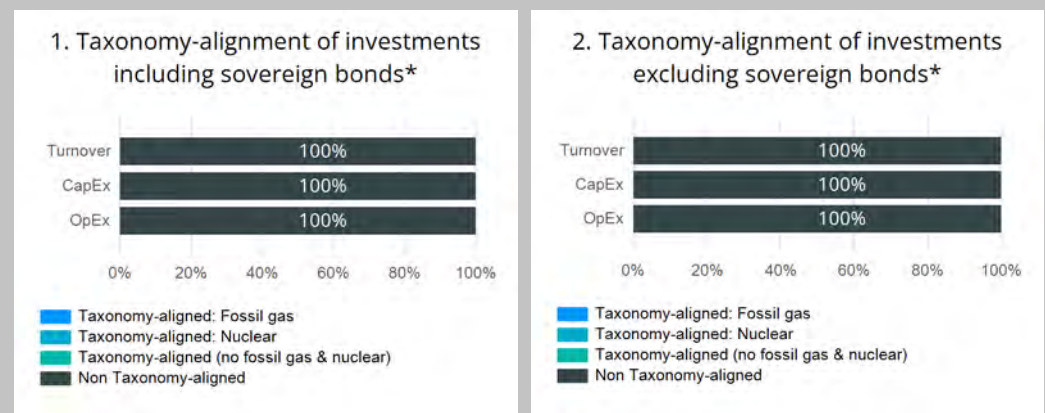 1. Taxonomy-alignment of investments
including sovereign bonds*
Turnover 100%
CapEx 100%
OpEx 100%
0% 20% 40% 60% 80% 100%
Taxonomy-aligned: Fossil gas
Taxonomy-aligned: Nuclear
Taxonomy-aligned (no fossil gas & nuclear)
Non Taxonomy-aligned
2. Taxonomy-alignment of investments
excluding sovereign bonds*
Turnover 100%
CapEx 100%
OpEx 100%
0% 20% 40% 60% 80% 100%
Taxonomy-aligned: Fossil gas
Taxonomy-aligned: Nuclear
Taxonomy-aligned (no fossil gas & nuclear)
Non Taxonomy-aligned